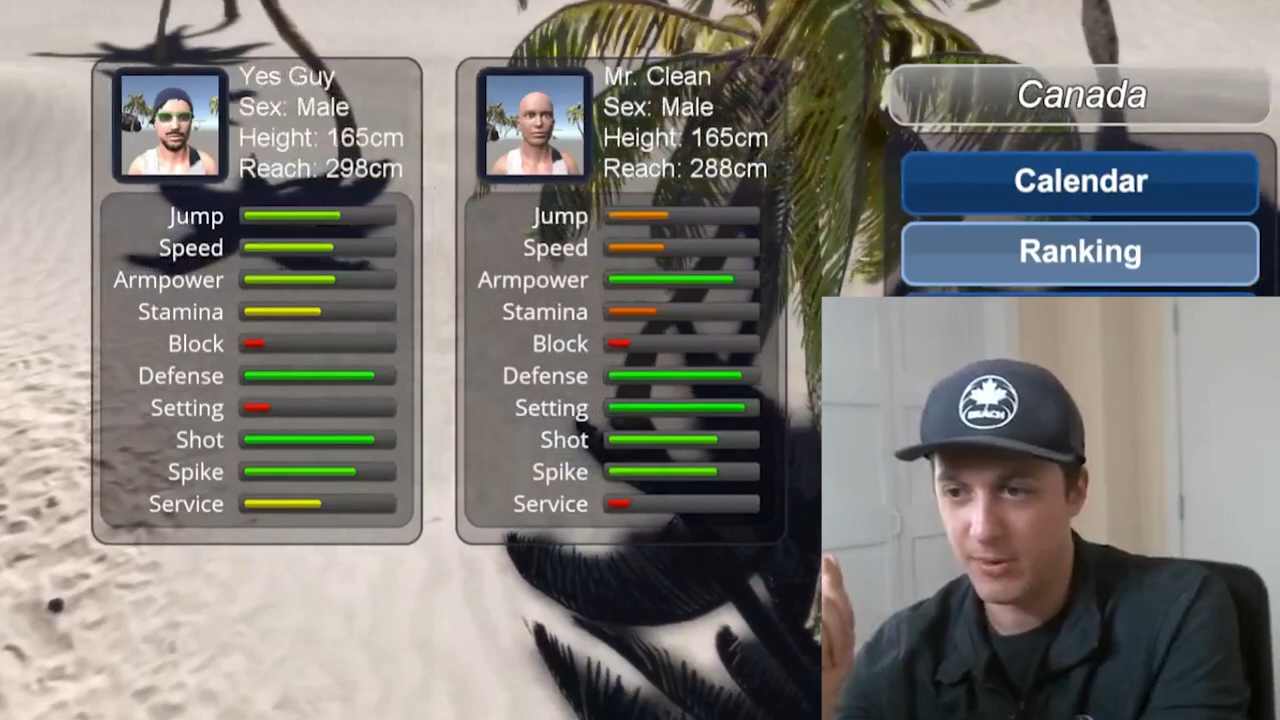 Yes Guy
Sex: Male
Height: 165cm
Reach: 298cm
Jump
Speed
Armpower
Stamina
Block
Defense
Setting
Shot
Spike
Service
Mr. Clean
Sex: Male
Height: 165cm
Reach: 288cm
Jump
Speed
Armpower
Stamina
Block
Defense
Setting
Shot
Spike
Service
Canada
Calendar
Ranking
BEACH